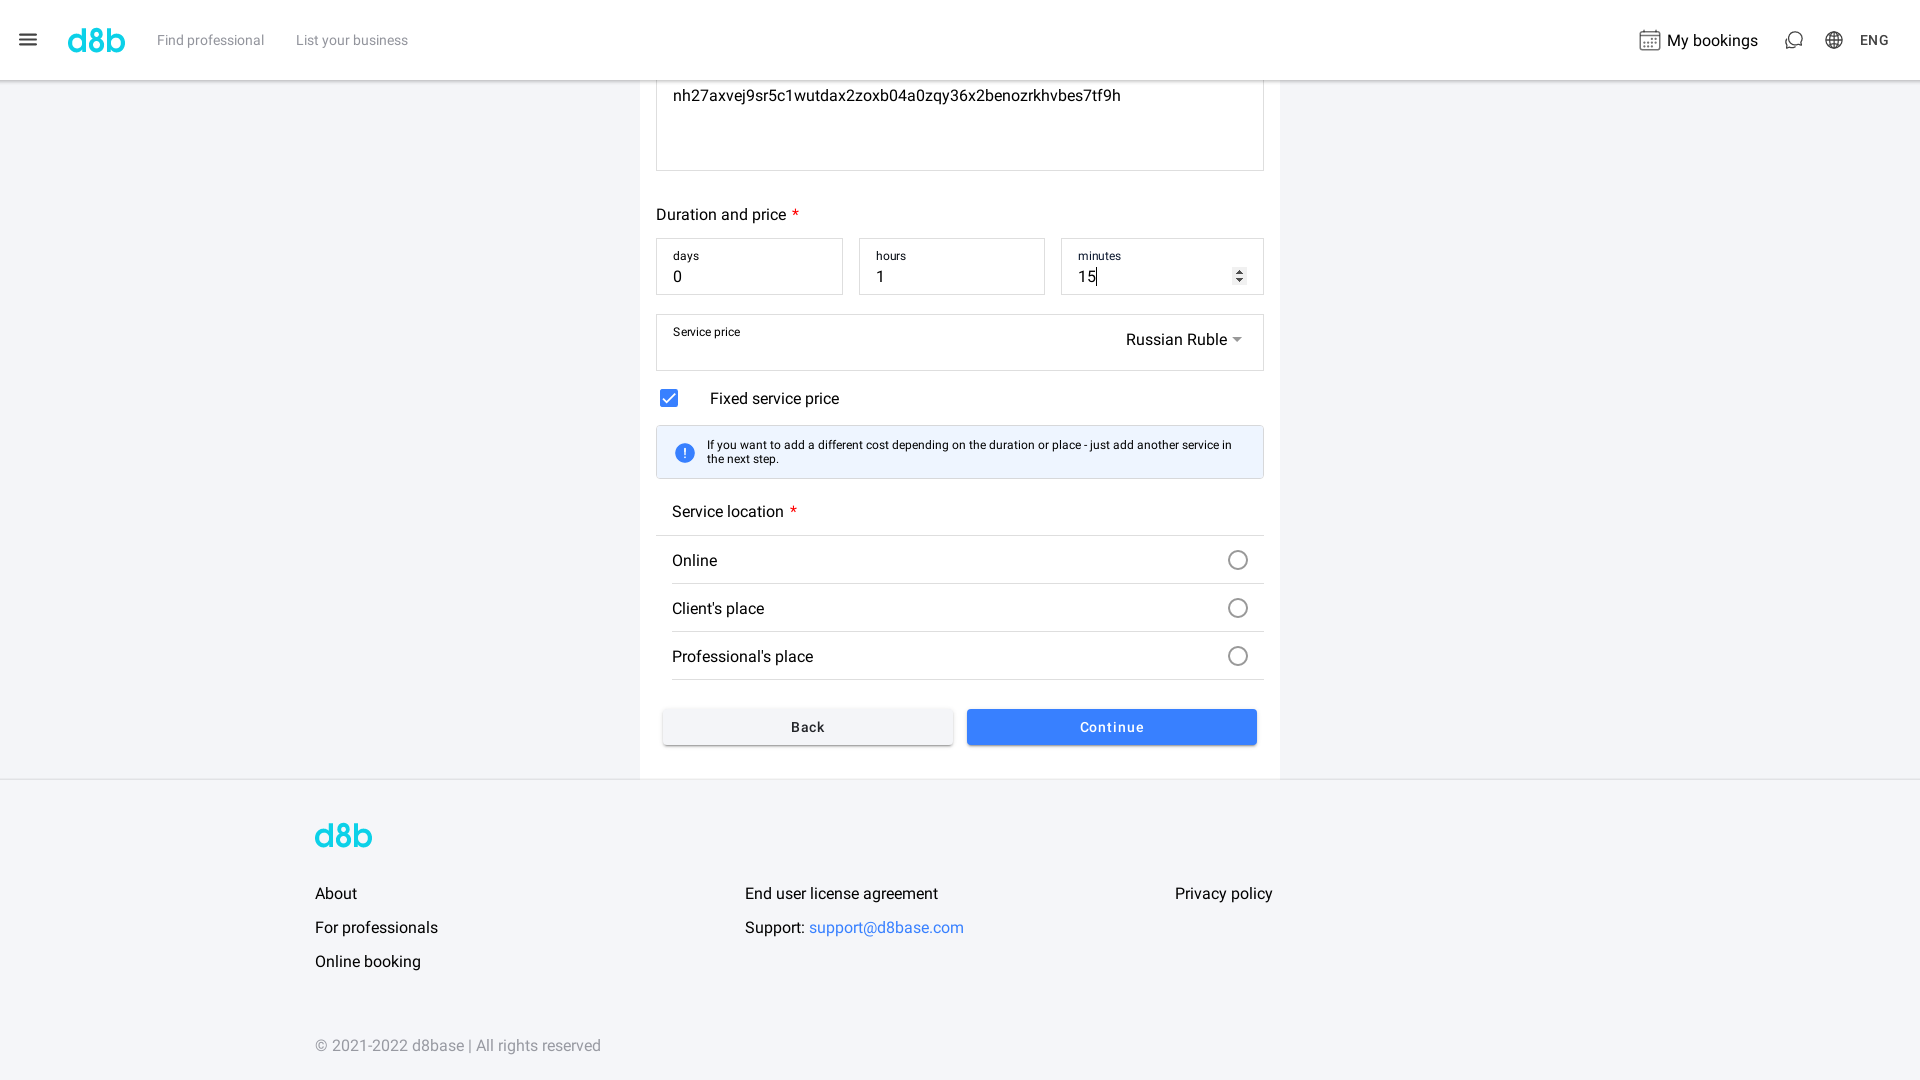 d8b
Find professional
List your business
My bookings
ENG
nh27axvej9sr5c1wutdax2zoxb04a0zqy36x2benozrkhvbes7tf9h
Duration and price *
days
0
hours
1
minutes
15
Service price
Russian Ruble
Fixed service price
If you want to add a different cost depending on the duration or place - just add another service in
the next step.
Service location *
Online
Client's place
Professional's place
Back
Continue
d8b
About
For professionals
Online booking
End user license agreement
Support: support@d8base.com
Privacy policy
© 2021-2022 d8base | All rights reserved